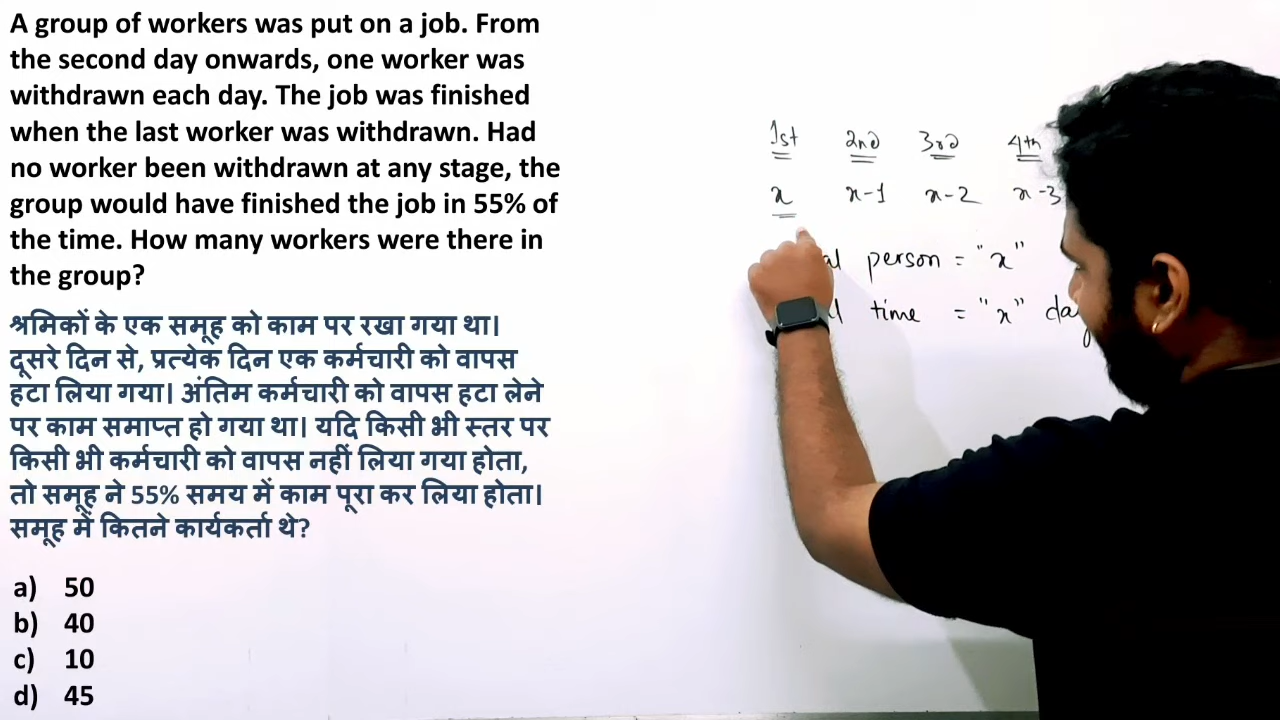 A group of workers was put on a job. From
the second day onwards, one worker was
withdrawn each day. The job was finished
when the last worker was withdrawn. Had
no worker been withdrawn at any stage, the
group would have finished the job in 55% of
the time. How many workers were there in
the group?
श्रमिकों के एक समूह को काम पर रखा गया था।
दूसरे दिन से, प्रत्येक दिन एक कर्मचारी को वापस
हटा लिया गया। अंतिम कर्मचारी को वापस हटा लेने
पर काम समाप्त हो गया था। यदि किसी भी स्तर पर
किसी भी कर्मचारी को वापस नहीं लिया गया होता,
तो समूह ने 55% समय में काम पूरा कर लिया होता।
समूह में कितने कार्यकर्ता थे?
a) 50
b) 40
c) 10
d) 45
1st 2nd 3rd 4th
x x-1 x-2 x-3
person = "x"
time = "x"